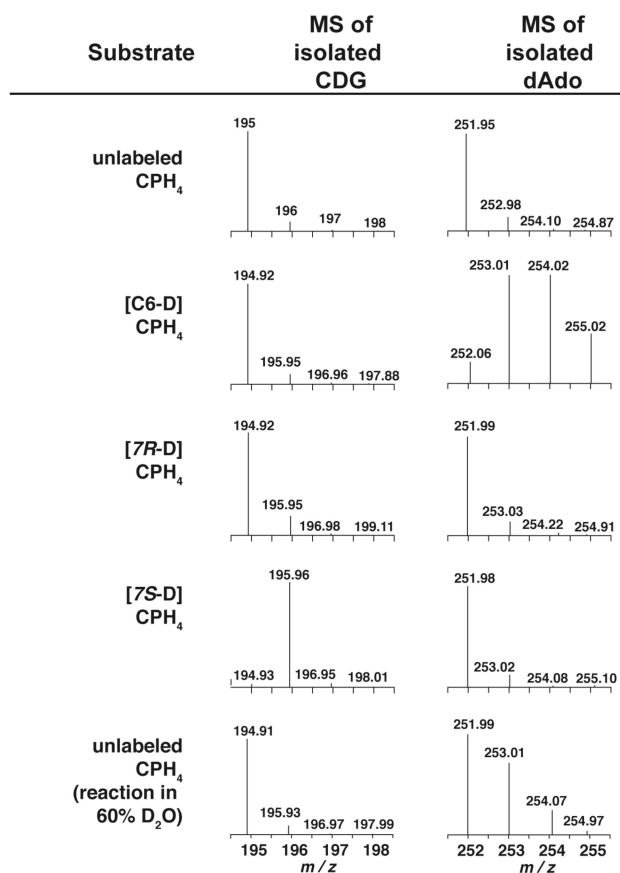 Substrate
MS of
isolated
CDG
MS of
isolated
dAdo
unlabeled
CPH4
195
196
197
198
251.95
252.98
254.10
254.87
[C6-D]
CPH4
194.92
195.95
196.96
197.88
252.06
253.01
254.02
255.02
[7R-D]
CPH4
194.92
195.95
196.98
199.11
251.99
253.03
254.22
254.91
[7S-D]
CPH4
194.93
195.96
196.95
198.01
251.98
253.02
254.08
255.10
unlabeled
CPH4
(reaction in
60% D2O)
194.91
195.93
196.97
197.99
251.99
253.01
254.07
254.97
195 196 197 198
m / z
252 253 254 255
m / z